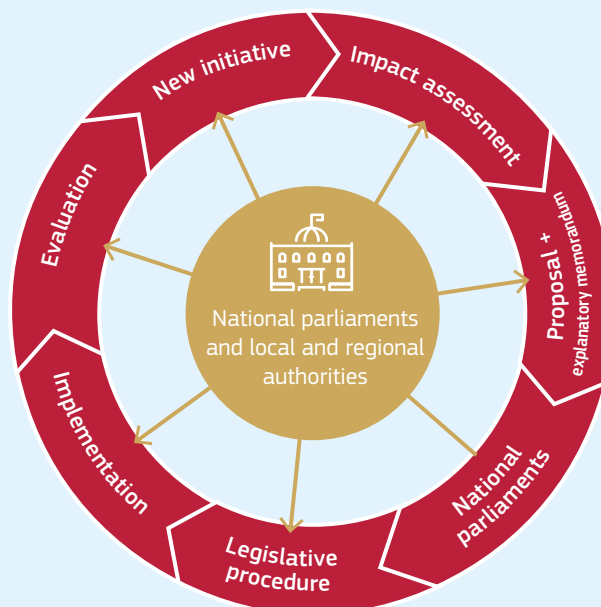 New initiative
Impact assessment
Proposal +
explanatory memorandum
National
parliaments
Legislative
procedure
Implementation
Evaluation
National parliaments
and local and regional
authorities